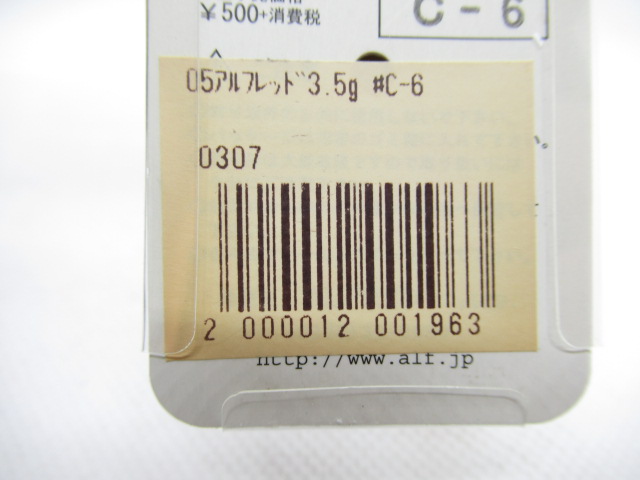 ¥500+消費税
C-6
05ｱﾙﾌﾚｯﾄﾞ3.5g #C-6
0307
2 000012 001963
http://www.alf.jp